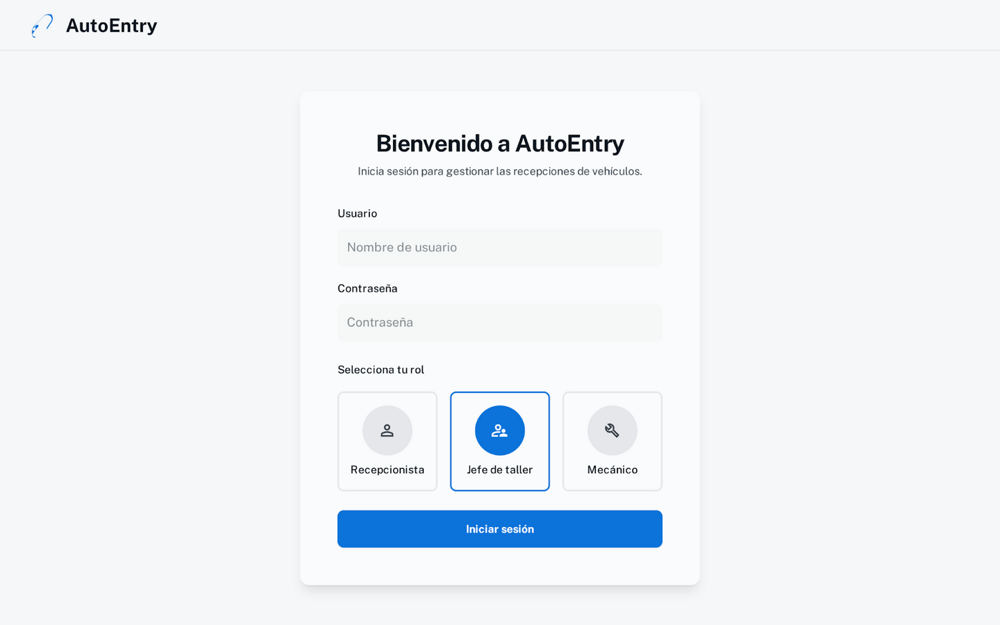 AutoEntry
Bienvenido a AutoEntry
Inicia sesión para gestionar las recepciones de vehículos.
Usuario
Nombre de usuario
Contraseña
Contraseña
Selecciona tu rol
Recepcionista
Jefe de taller
Mecánico
Iniciar sesión